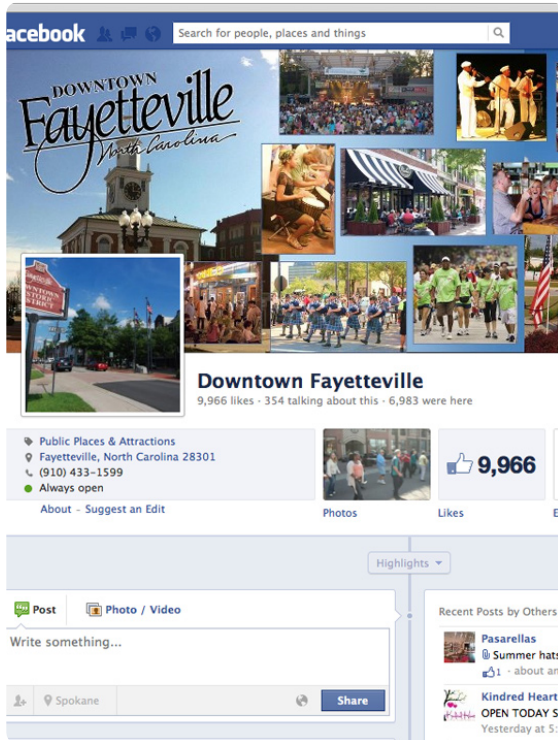 acebook
Search for people, places and things
DOWNTOWN
Fayetteville
North Carolina
Downtown Fayetteville
9,966 likes · 354 talking about this · 6,983 were here
Public Places & Attractions
Fayetteville, North Carolina 28301
(910) 433-1599
Always open
About - Suggest an Edit
9,966
Photos
Likes
E
Highlights
Post
Photo / Video
Write something...
Spokane
Share
Recent Posts by Others
Pasarellas
Summer hats
1 · about an
Kindred Heart
OPEN TODAY S
Yesterday at 5: